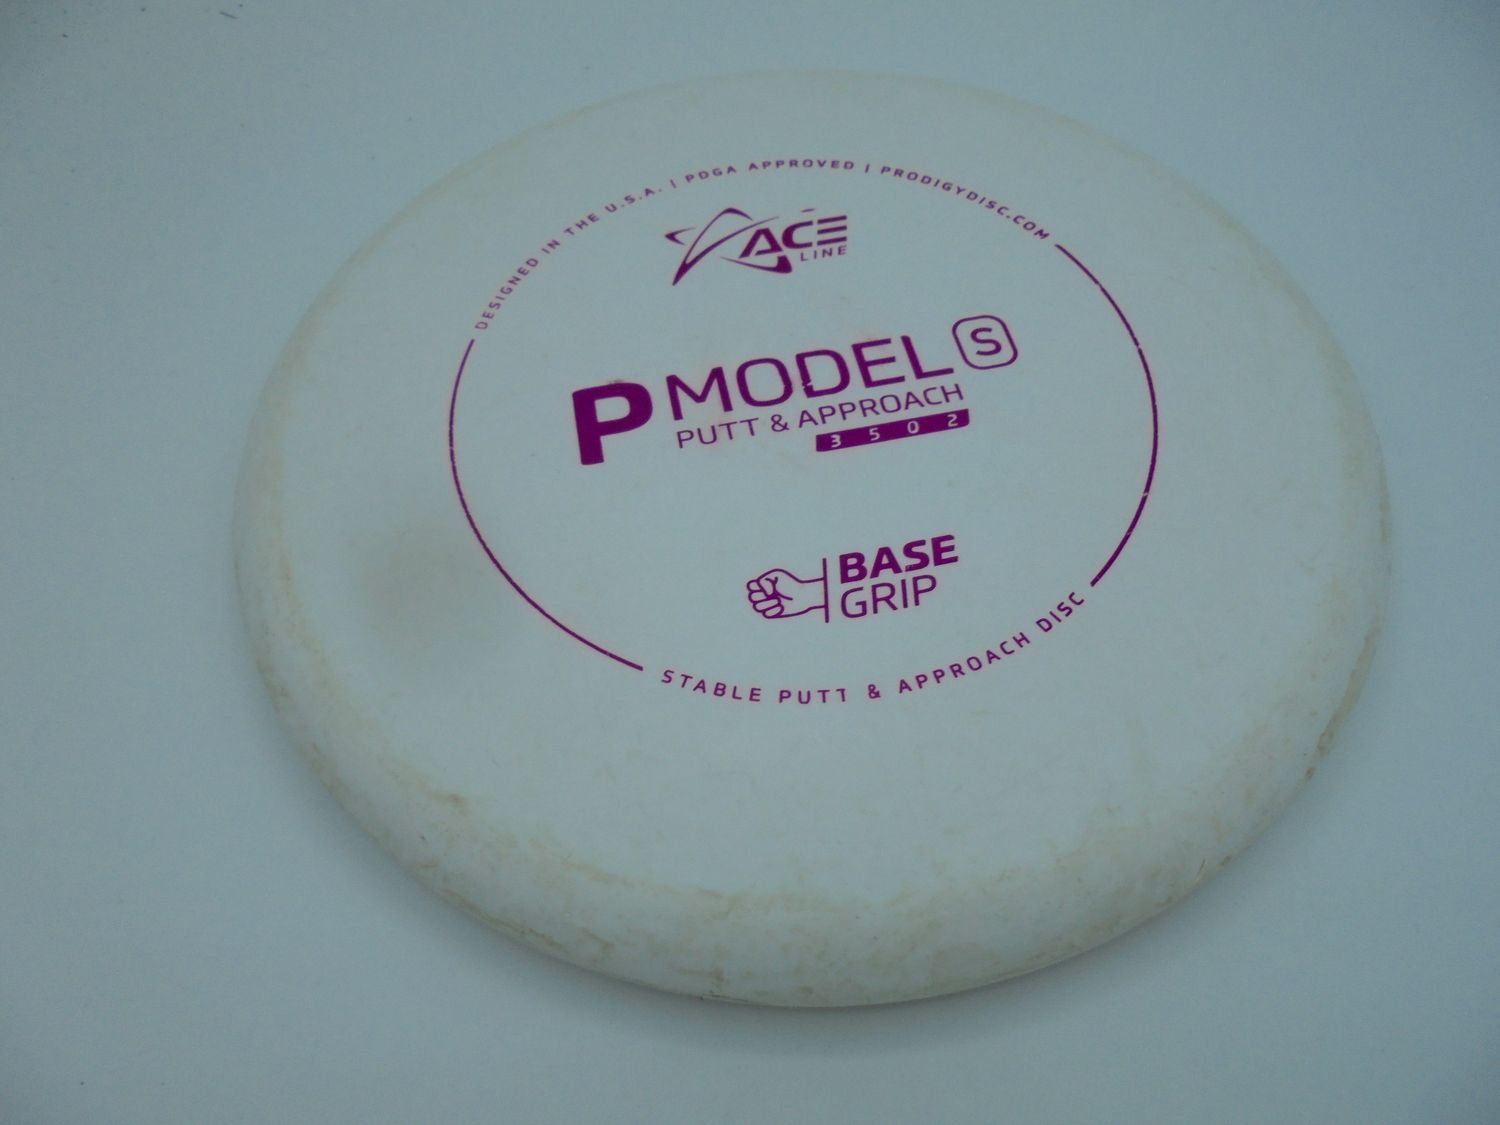 DESIGNED IN THE U.S.A. | PDGA APPROVED | PRODIGYDISC.COM
ACE
LINE
P MODEL S
PUTT & APPROACH
3 5 0 2
BASE
GRIP
STABLE PUTT & APPROACH DISC